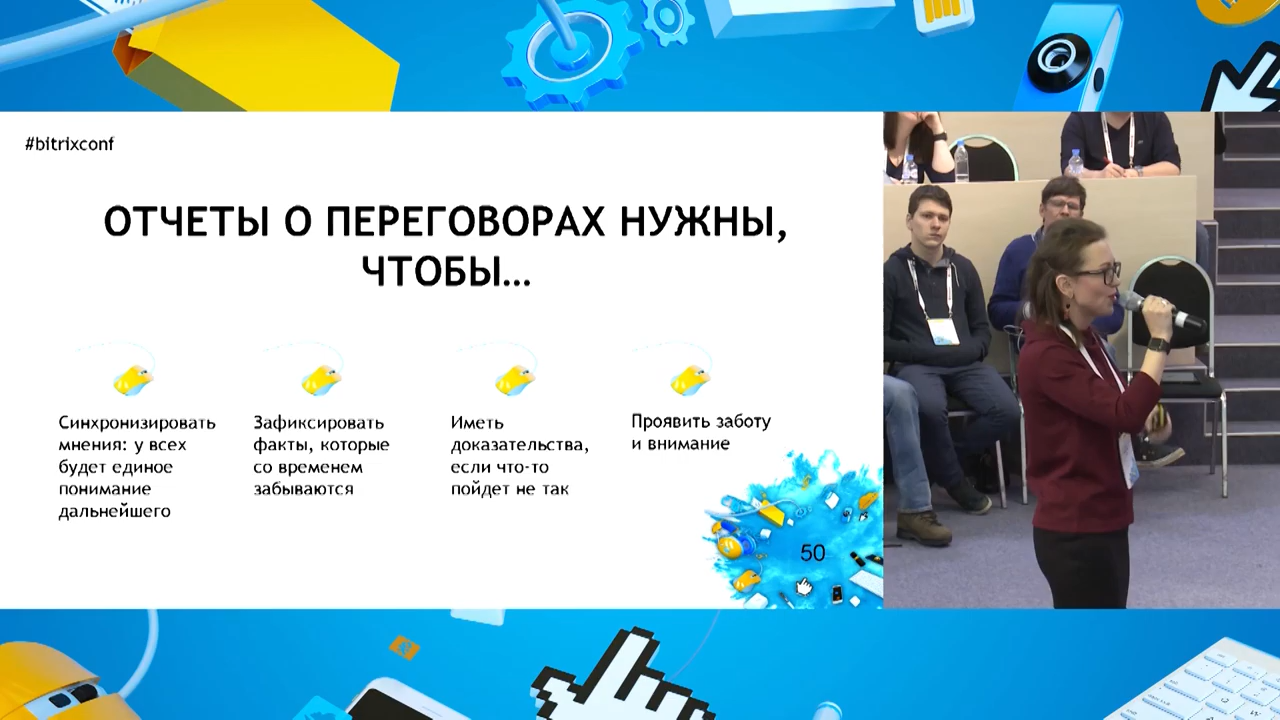 #bitrixconf
ОТЧЕТЫ О ПЕРЕГОВОРАХ НУЖНЫ,
ЧТОБЫ...
Синхронизировать
мнения: у всех
будет единое
понимание
дальнейшего
Зафиксировать
факты, которые
со временем
забываются
Иметь
доказательства,
если что-то
пойдет не так
Проявить заботу
и внимание
50